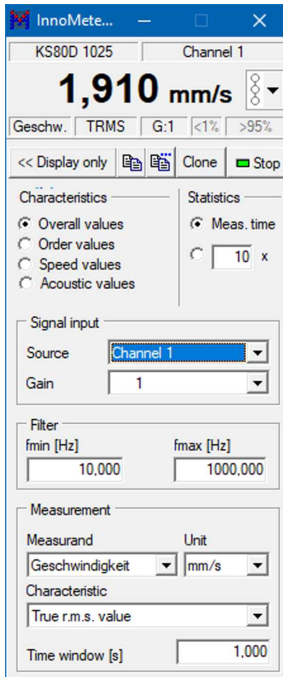 InnoMete...
KS80D 1025 Channel 1
1,910 mm/s
Geschw. TRMS G:1 <1% >95%
<< Display only Clone Stop
Characteristics Statistics
Overall values Meas. time
Order values 10 x
Speed values
Acoustic values
Signal input
Source Channel 1
Gain 1
Filter
fmin [Hz] fmax [Hz]
10,000 1000,000
Measurement
Measurand Unit
Geschwindigkeit mm/s
Characteristic
True r.m.s. value
Time window [s] 1,000